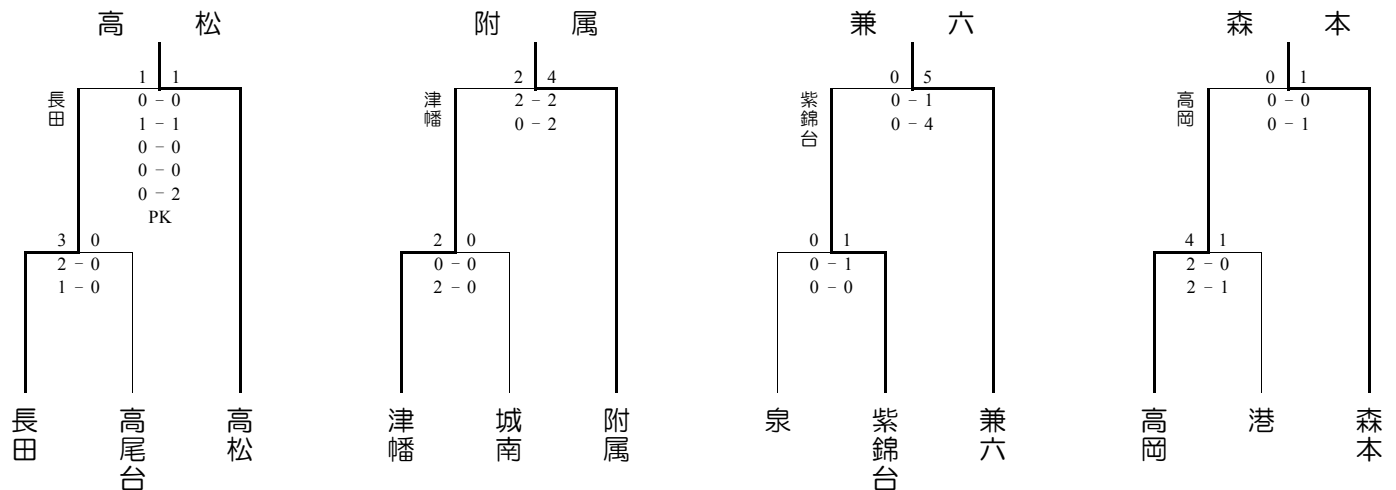 高 松
1 1
0 − 0
1 − 1
0 − 0
0 − 0
0 − 2
PK
長田
3 0
2 − 0
1 − 0
長田
高尾台
高松
附 属
2 4
2 − 2
0 − 2
津幡
2 0
0 − 0
2 − 0
津幡
城南
附属
兼 六
0 5
0 − 1
0 − 4
紫錦台
0 1
0 − 1
0 − 0
泉
紫錦台
兼六
森 本
0 1
0 − 0
0 − 1
高岡
4 1
2 − 0
2 − 1
高岡
港
森本